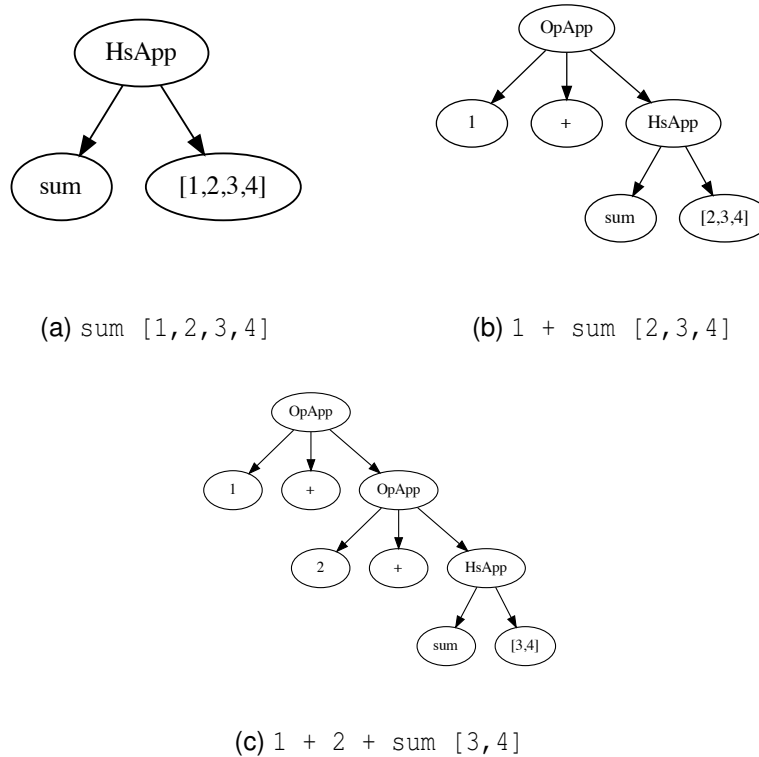 HsApp
sum [1,2,3,4]
(a) sum [1,2,3,4]
OpApp
1 + HsApp
sum [2,3,4]
(b) 1 + sum [2,3,4]
OpApp
1 + OpApp
2 + HsApp
sum [3,4]
(c) 1 + 2 + sum [3,4]